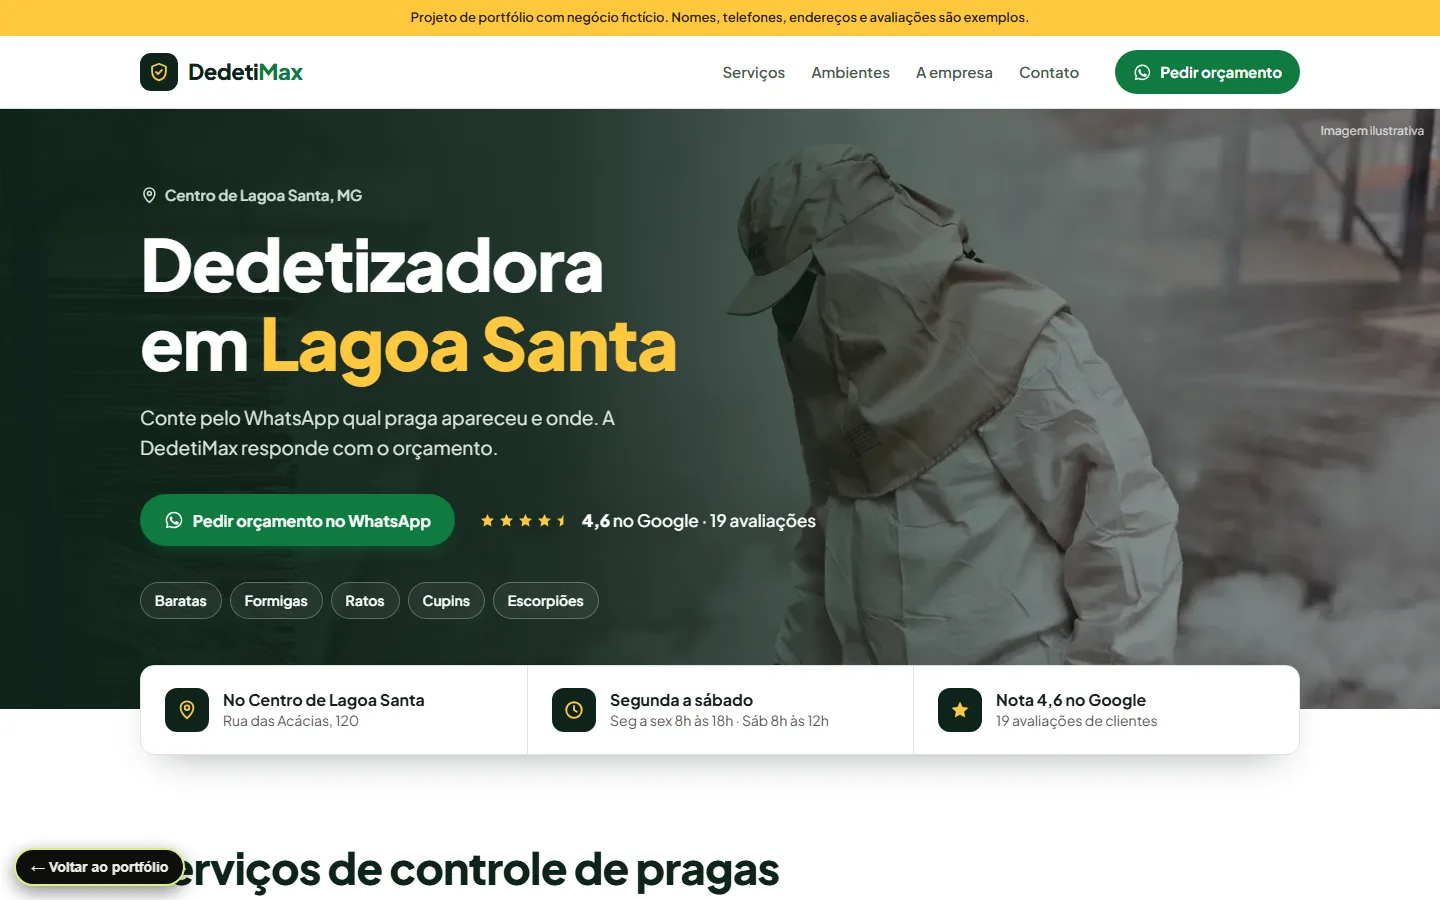 Projeto de portfólio com negócio fictício. Nomes, telefones, endereços e avaliações são exemplos.
DedetiMax
Serviços
Ambientes
A empresa
Contato
Pedir orçamento
Imagem ilustrativa
Centro de Lagoa Santa, MG
Dedetizadora
em Lagoa Santa
Conte pelo WhatsApp qual praga apareceu e onde. A
DedetiMax responde com o orçamento.
Pedir orçamento no WhatsApp
4,6 no Google · 19 avaliações
Baratas
Formigas
Ratos
Cupins
Escorpiões
No Centro de Lagoa Santa
Rua das Acácias, 120
Segunda a sábado
Seg a sex 8h às 18h · Sáb 8h às 12h
Nota 4,6 no Google
19 avaliações de clientes
← Voltar ao portfólio
erviços de controle de pragas